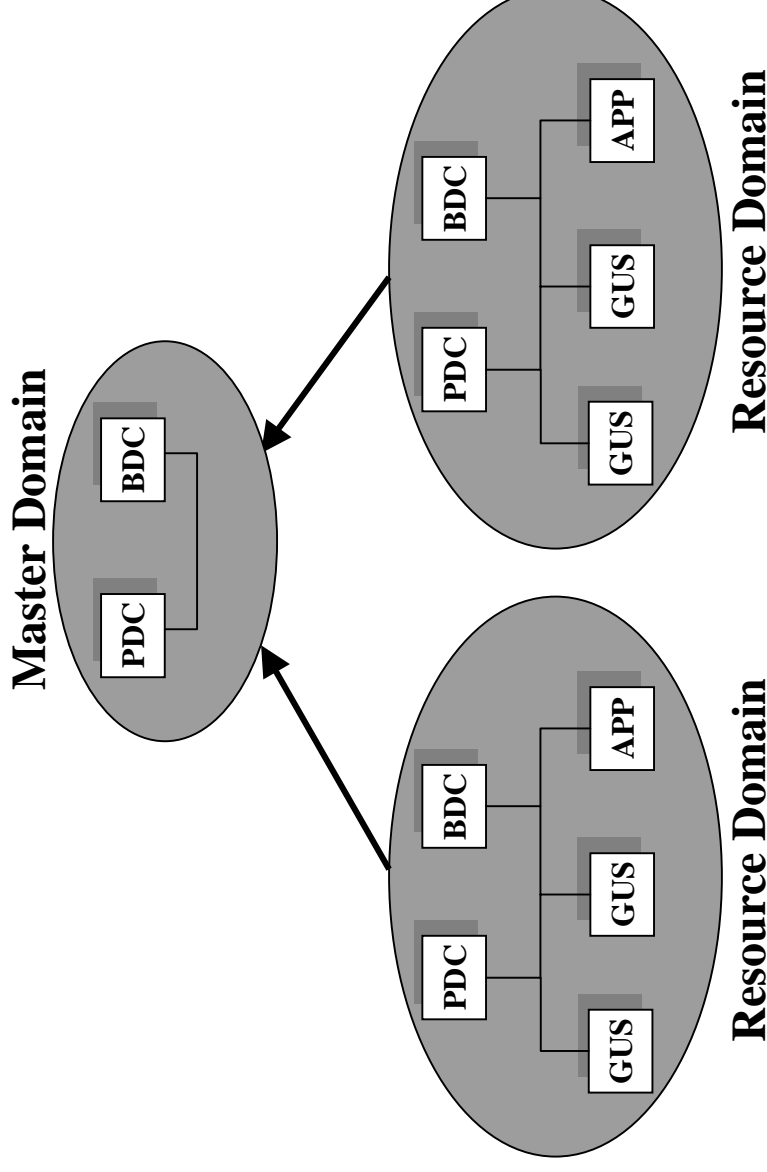 Master Domain
PDC BDC
PDC BDC
GUS GUS APP
Resource Domain
PDC BDC
GUS GUS APP
Resource Domain